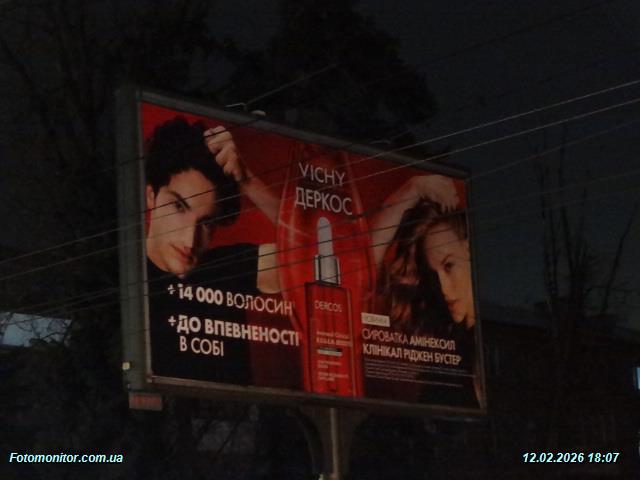 VICHY
ДЕРКОС
+14 000 ВОЛОСИН
+ДО ВПЕВНЕНОСТІ
В СОБІ
DERCOS
НОВИНКА
СИРОВАТКА АМІНЕКСИЛ
КЛІНІКАЛ РІДЖЕН БУСТЕР
Fotomonitor.com.ua
12.02.2026 18:07